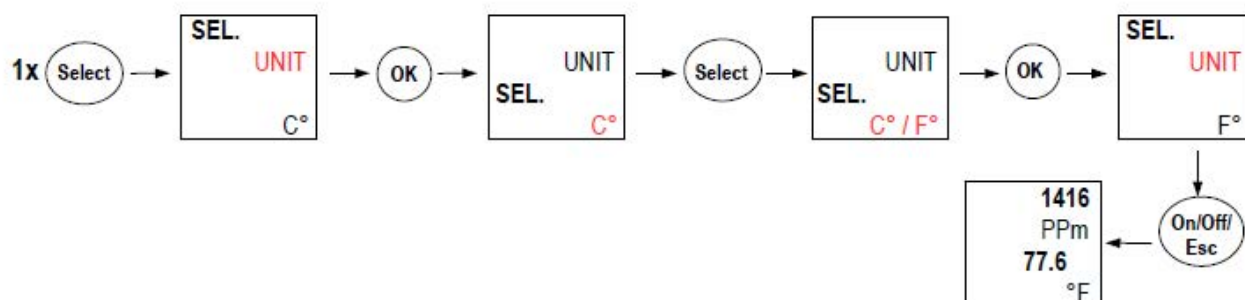 1x
Select
SEL.
UNIT
C°
OK
UNIT
SEL.
C°
Select
UNIT
SEL.
C° / F°
OK
SEL.
UNIT
F°
On/Off/
Esc
1416
PPm
77.6
°F